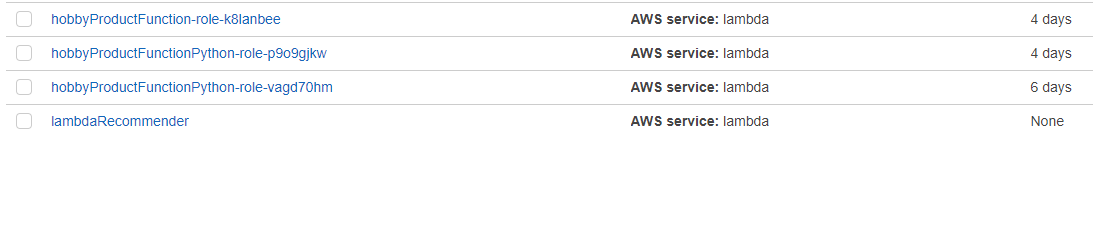 hobbyProductFunction-role-k8lanbee AWS service: lambda 4 days
hobbyProductFunctionPython-role-p9o9gjkw AWS service: lambda 4 days
hobbyProductFunctionPython-role-vagd70hm AWS service: lambda 6 days
lambdaRecommender AWS service: lambda None